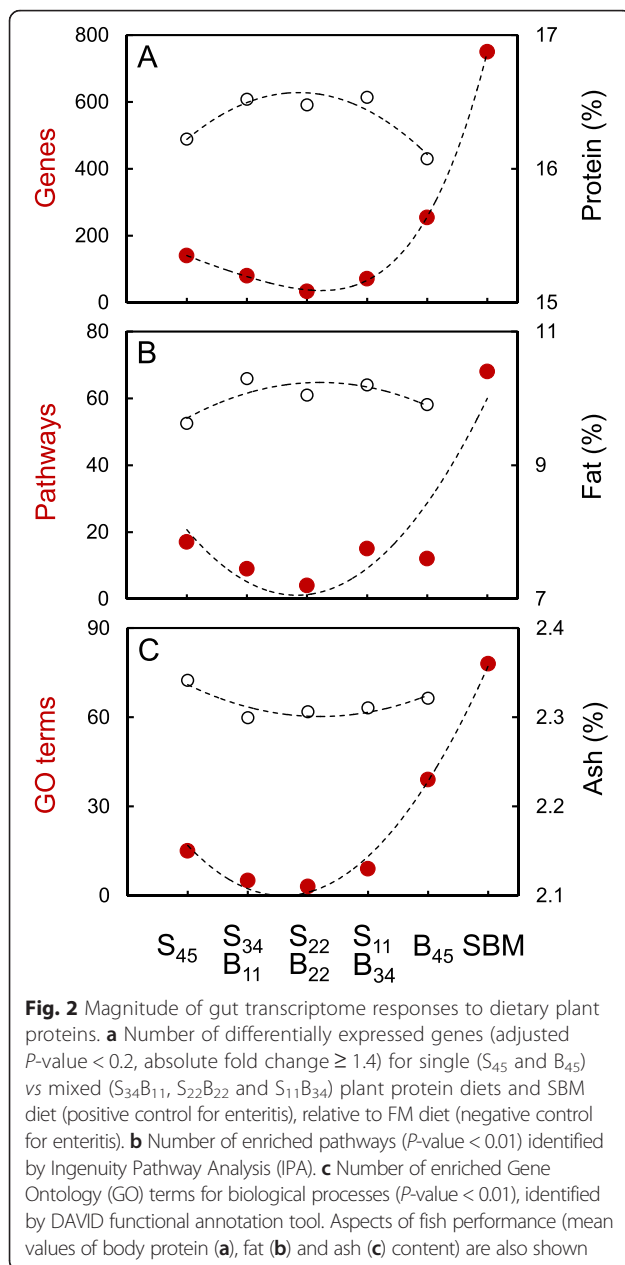 A
800
600
400
200
0
Genes
17
16
15
Protein (%)
B
80
60
40
20
0
Pathways
11
9
7
Fat (%)
C
90
60
30
0
GO terms
2.4
2.3
2.2
2.1
Ash (%)
S₄₅ S₃₄ S₂₂ S₁₁ B₄₅ SBM
B₁₁ B₂₂ B₃₄
Fig. 2 Magnitude of gut transcriptome responses to dietary plant
proteins. a Number of differentially expressed genes (adjusted
P-value < 0.2, absolute fold change ≥ 1.4) for single (S₄₅ and B₄₅)
vs mixed (S₃₄B₁₁, S₂₂B₂₂ and S₁₁B₃₄) plant protein diets and SBM
diet (positive control for enteritis), relative to FM diet (negative control
for enteritis). b Number of enriched pathways (P-value < 0.01) identified
by Ingenuity Pathway Analysis (IPA). c Number of enriched Gene
Ontology (GO) terms for biological processes (P-value < 0.01), identified
by DAVID functional annotation tool. Aspects of fish performance (mean
values of body protein (a), fat (b) and ash (c) content) are also shown